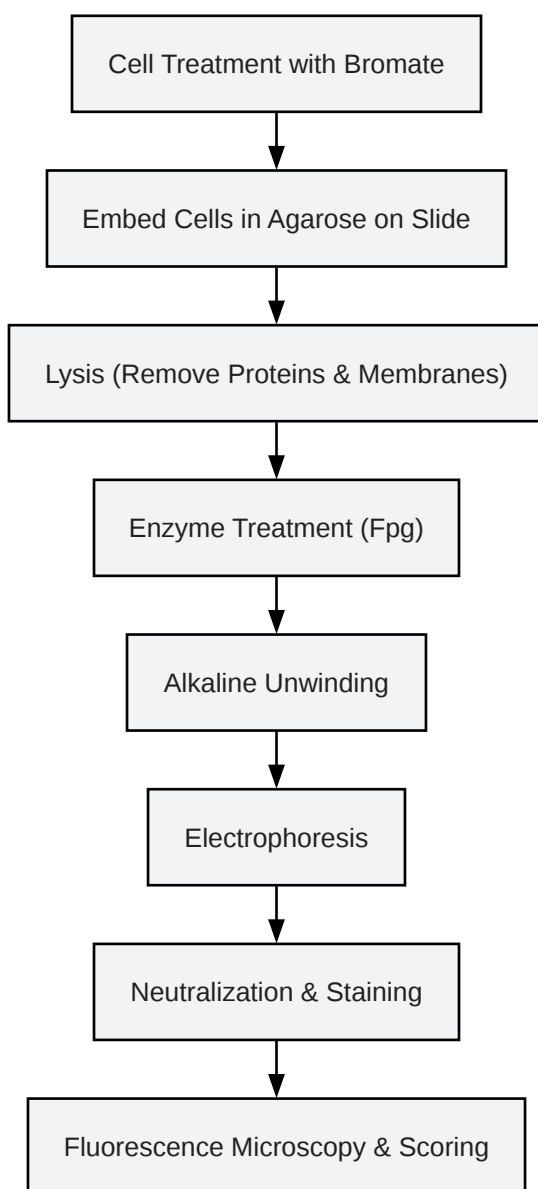 Cell Treatment with Bromate
Embed Cells in Agarose on Slide
Lysis (Remove Proteins & Membranes)
Enzyme Treatment (Fpg)
Alkaline Unwinding
Electrophoresis
Neutralization & Staining
Fluorescence Microscopy & Scoring